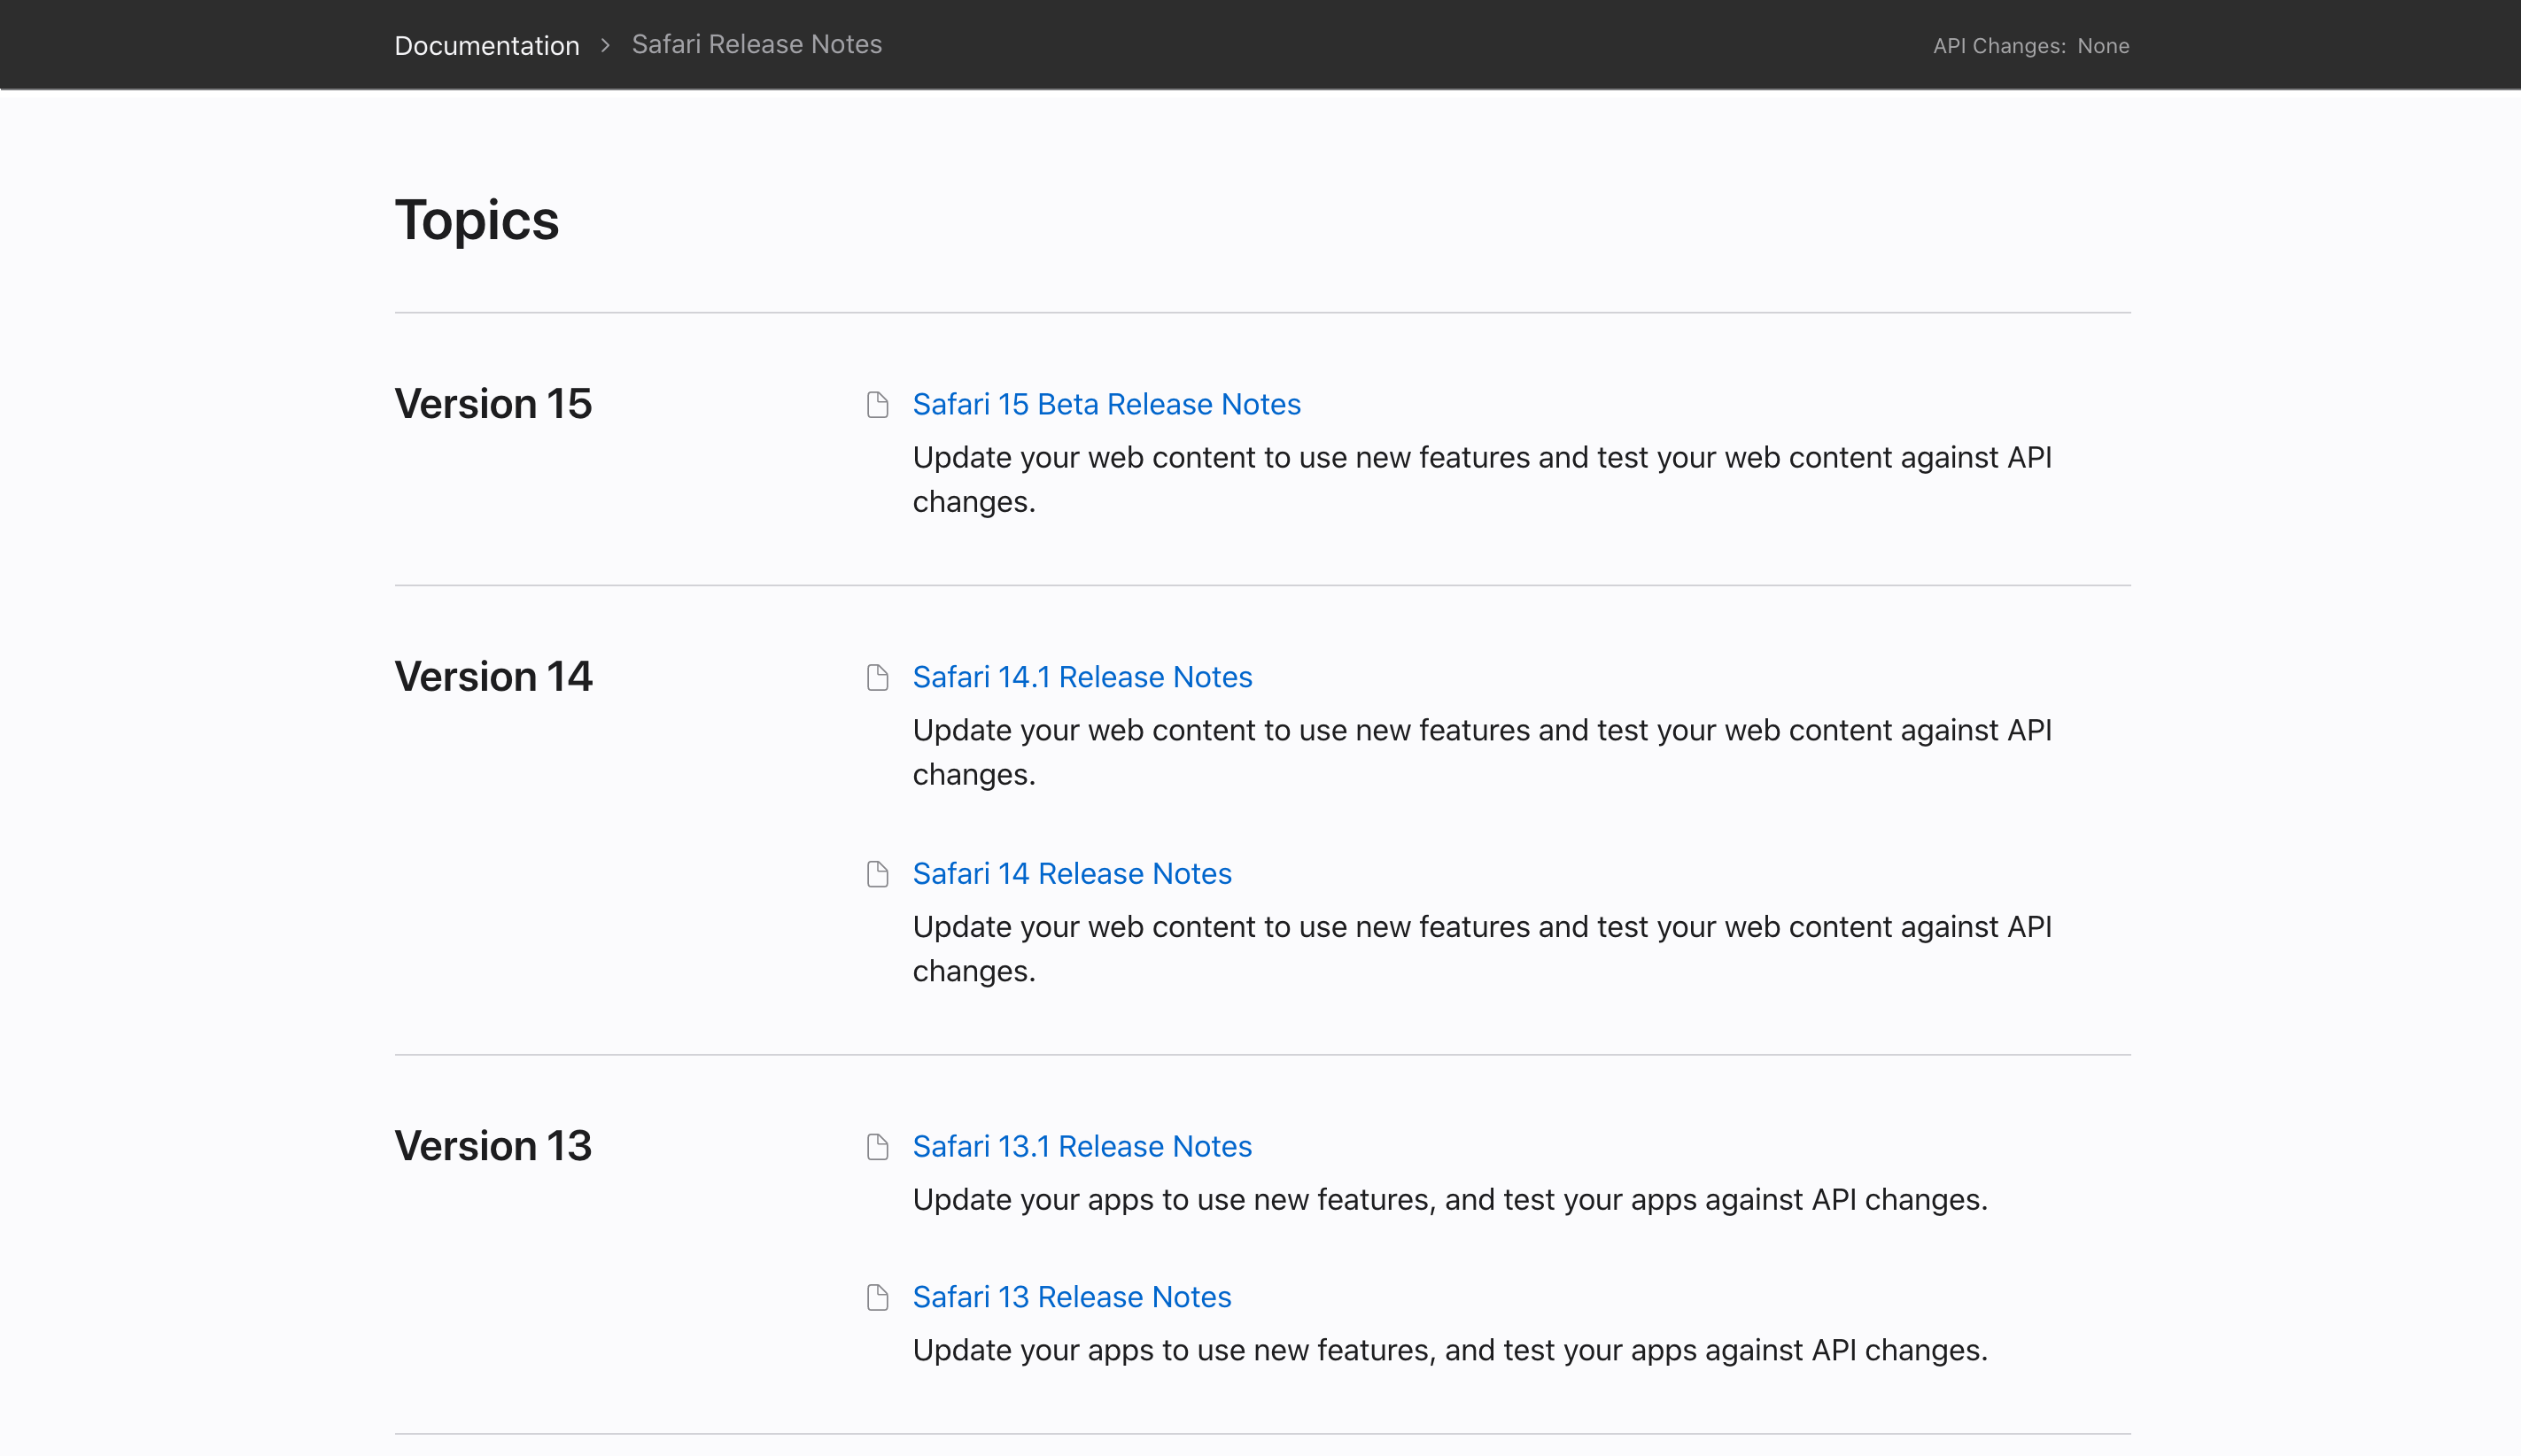 Documentation > Safari Release Notes
API Changes: None
Topics
Version 15
Safari 15 Beta Release Notes
Update your web content to use new features and test your web content against API
changes.
Version 14
Safari 14.1 Release Notes
Update your web content to use new features and test your web content against API
changes.
Safari 14 Release Notes
Update your web content to use new features and test your web content against API
changes.
Version 13
Safari 13.1 Release Notes
Update your apps to use new features, and test your apps against API changes.
Safari 13 Release Notes
Update your apps to use new features, and test your apps against API changes.